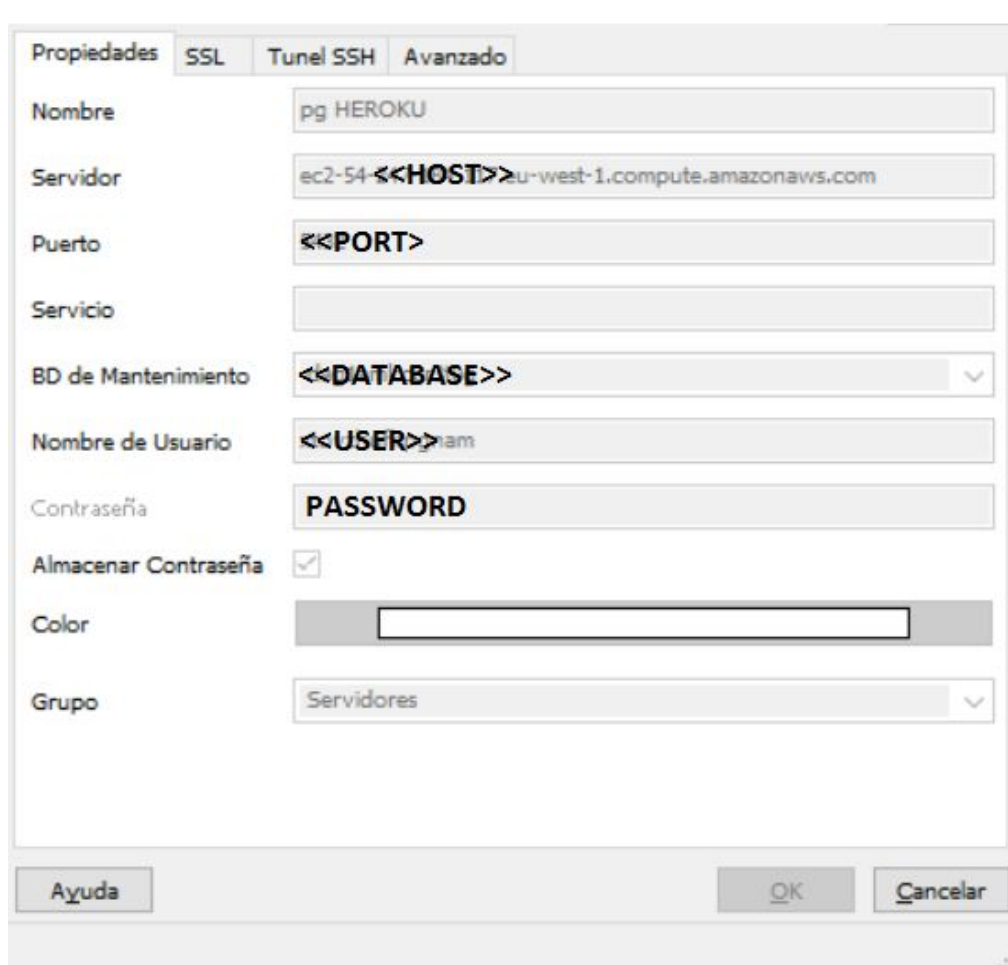 Propiedades SSL Tunel SSH Avanzado
Nombre pg HEROKU
Servidor ec2-54- <<HOST>> eu-west-1.compute.amazonaws.com
Puerto <<PORT>
Servicio
BD de Mantenimiento <<DATABASE>>
Nombre de Usuario <<USER>>
Contraseña PASSWORD
Almacenar Contraseña
Color
Grupo Servidores
Ayuda OK Cancelar